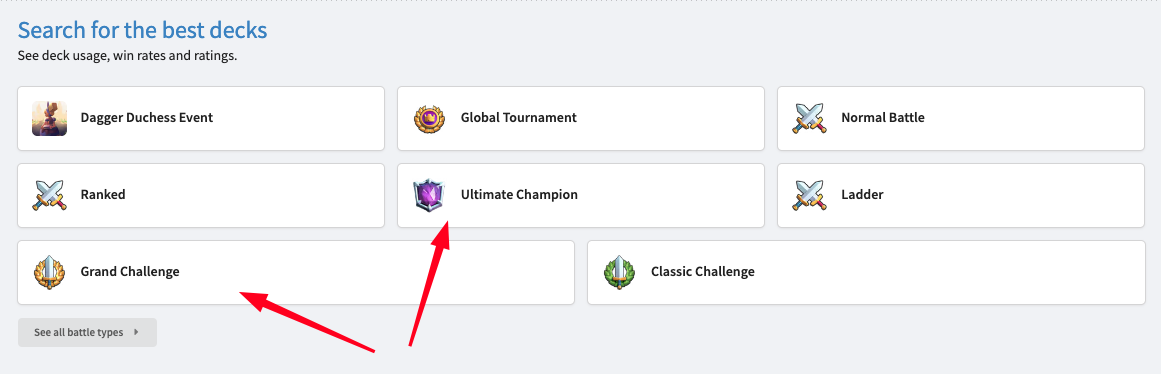 Search for the best decks
See deck usage, win rates and ratings.
Dagger Duchess Event
Global Tournament
Normal Battle
Ranked
Ultimate Champion
Ladder
Grand Challenge
Classic Challenge
See all battle types